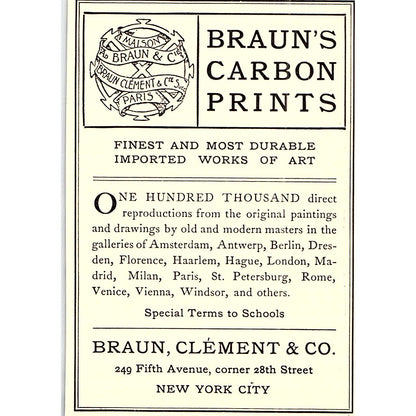 MAISON
BRAUN & Cie
BRAUN CLÉMENT & Cie Sucrs
PARIS
BRAUN'S
CARBON
PRINTS
FINEST AND MOST DURABLE
IMPORTED WORKS OF ART
ONE HUNDRED THOUSAND direct
reproductions from the original paintings
and drawings by old and modern masters in the
galleries of Amsterdam, Antwerp, Berlin, Dres-
den, Florence, Haarlem, Hague, London, Ma-
drid, Milan, Paris, St. Petersburg, Rome,
Venice, Vienna, Windsor, and others.
Special Terms to Schools
BRAUN, CLÉMENT & CO.
249 Fifth Avenue, corner 28th Street
NEW YORK CITY